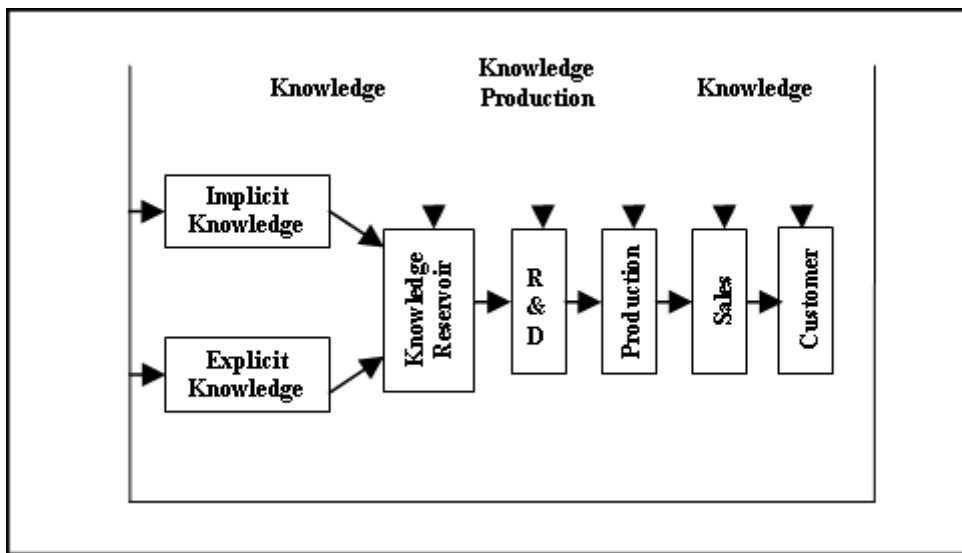 Knowledge
Knowledge
Production
Knowledge
Implicit
Knowledge
Explicit
Knowledge
Knowledge
Reservoir
R
&
D
Production
Sales
Customer